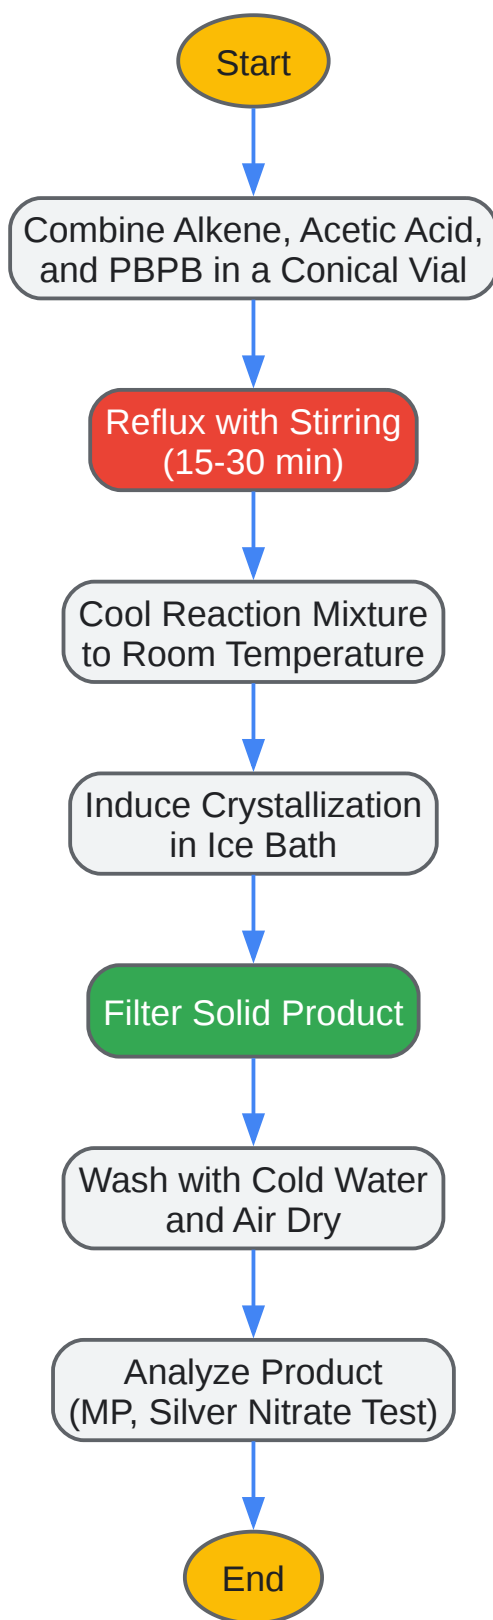 Start
Combine Alkene, Acetic Acid,
and PBPB in a Conical Vial
Reflux with Stirring
(15-30 min)
Cool Reaction Mixture
to Room Temperature
Induce Crystallization
in Ice Bath
Filter Solid Product
Wash with Cold Water
and Air Dry
Analyze Product
(MP, Silver Nitrate Test)
End